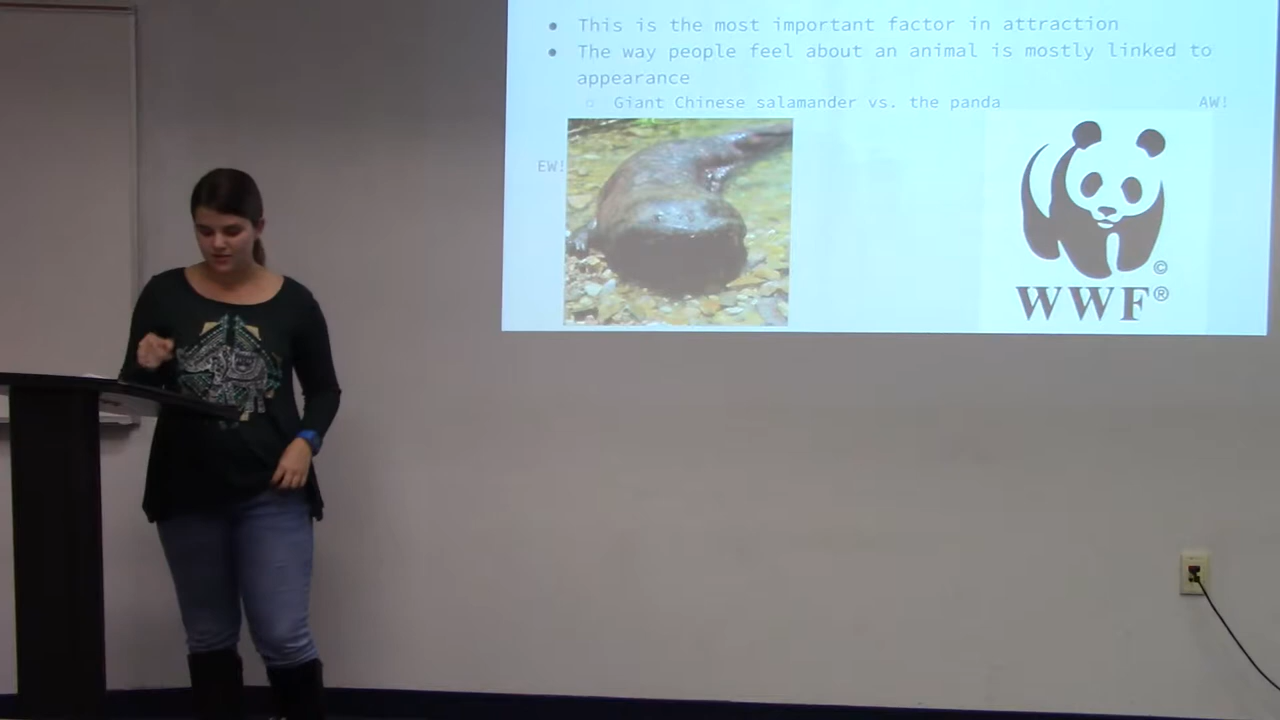 ● This is the most important factor in attraction
● The way people feel about an animal is mostly linked to
appearance
○ Giant Chinese salamander vs. the panda
AW!
EW!
©
WWF®